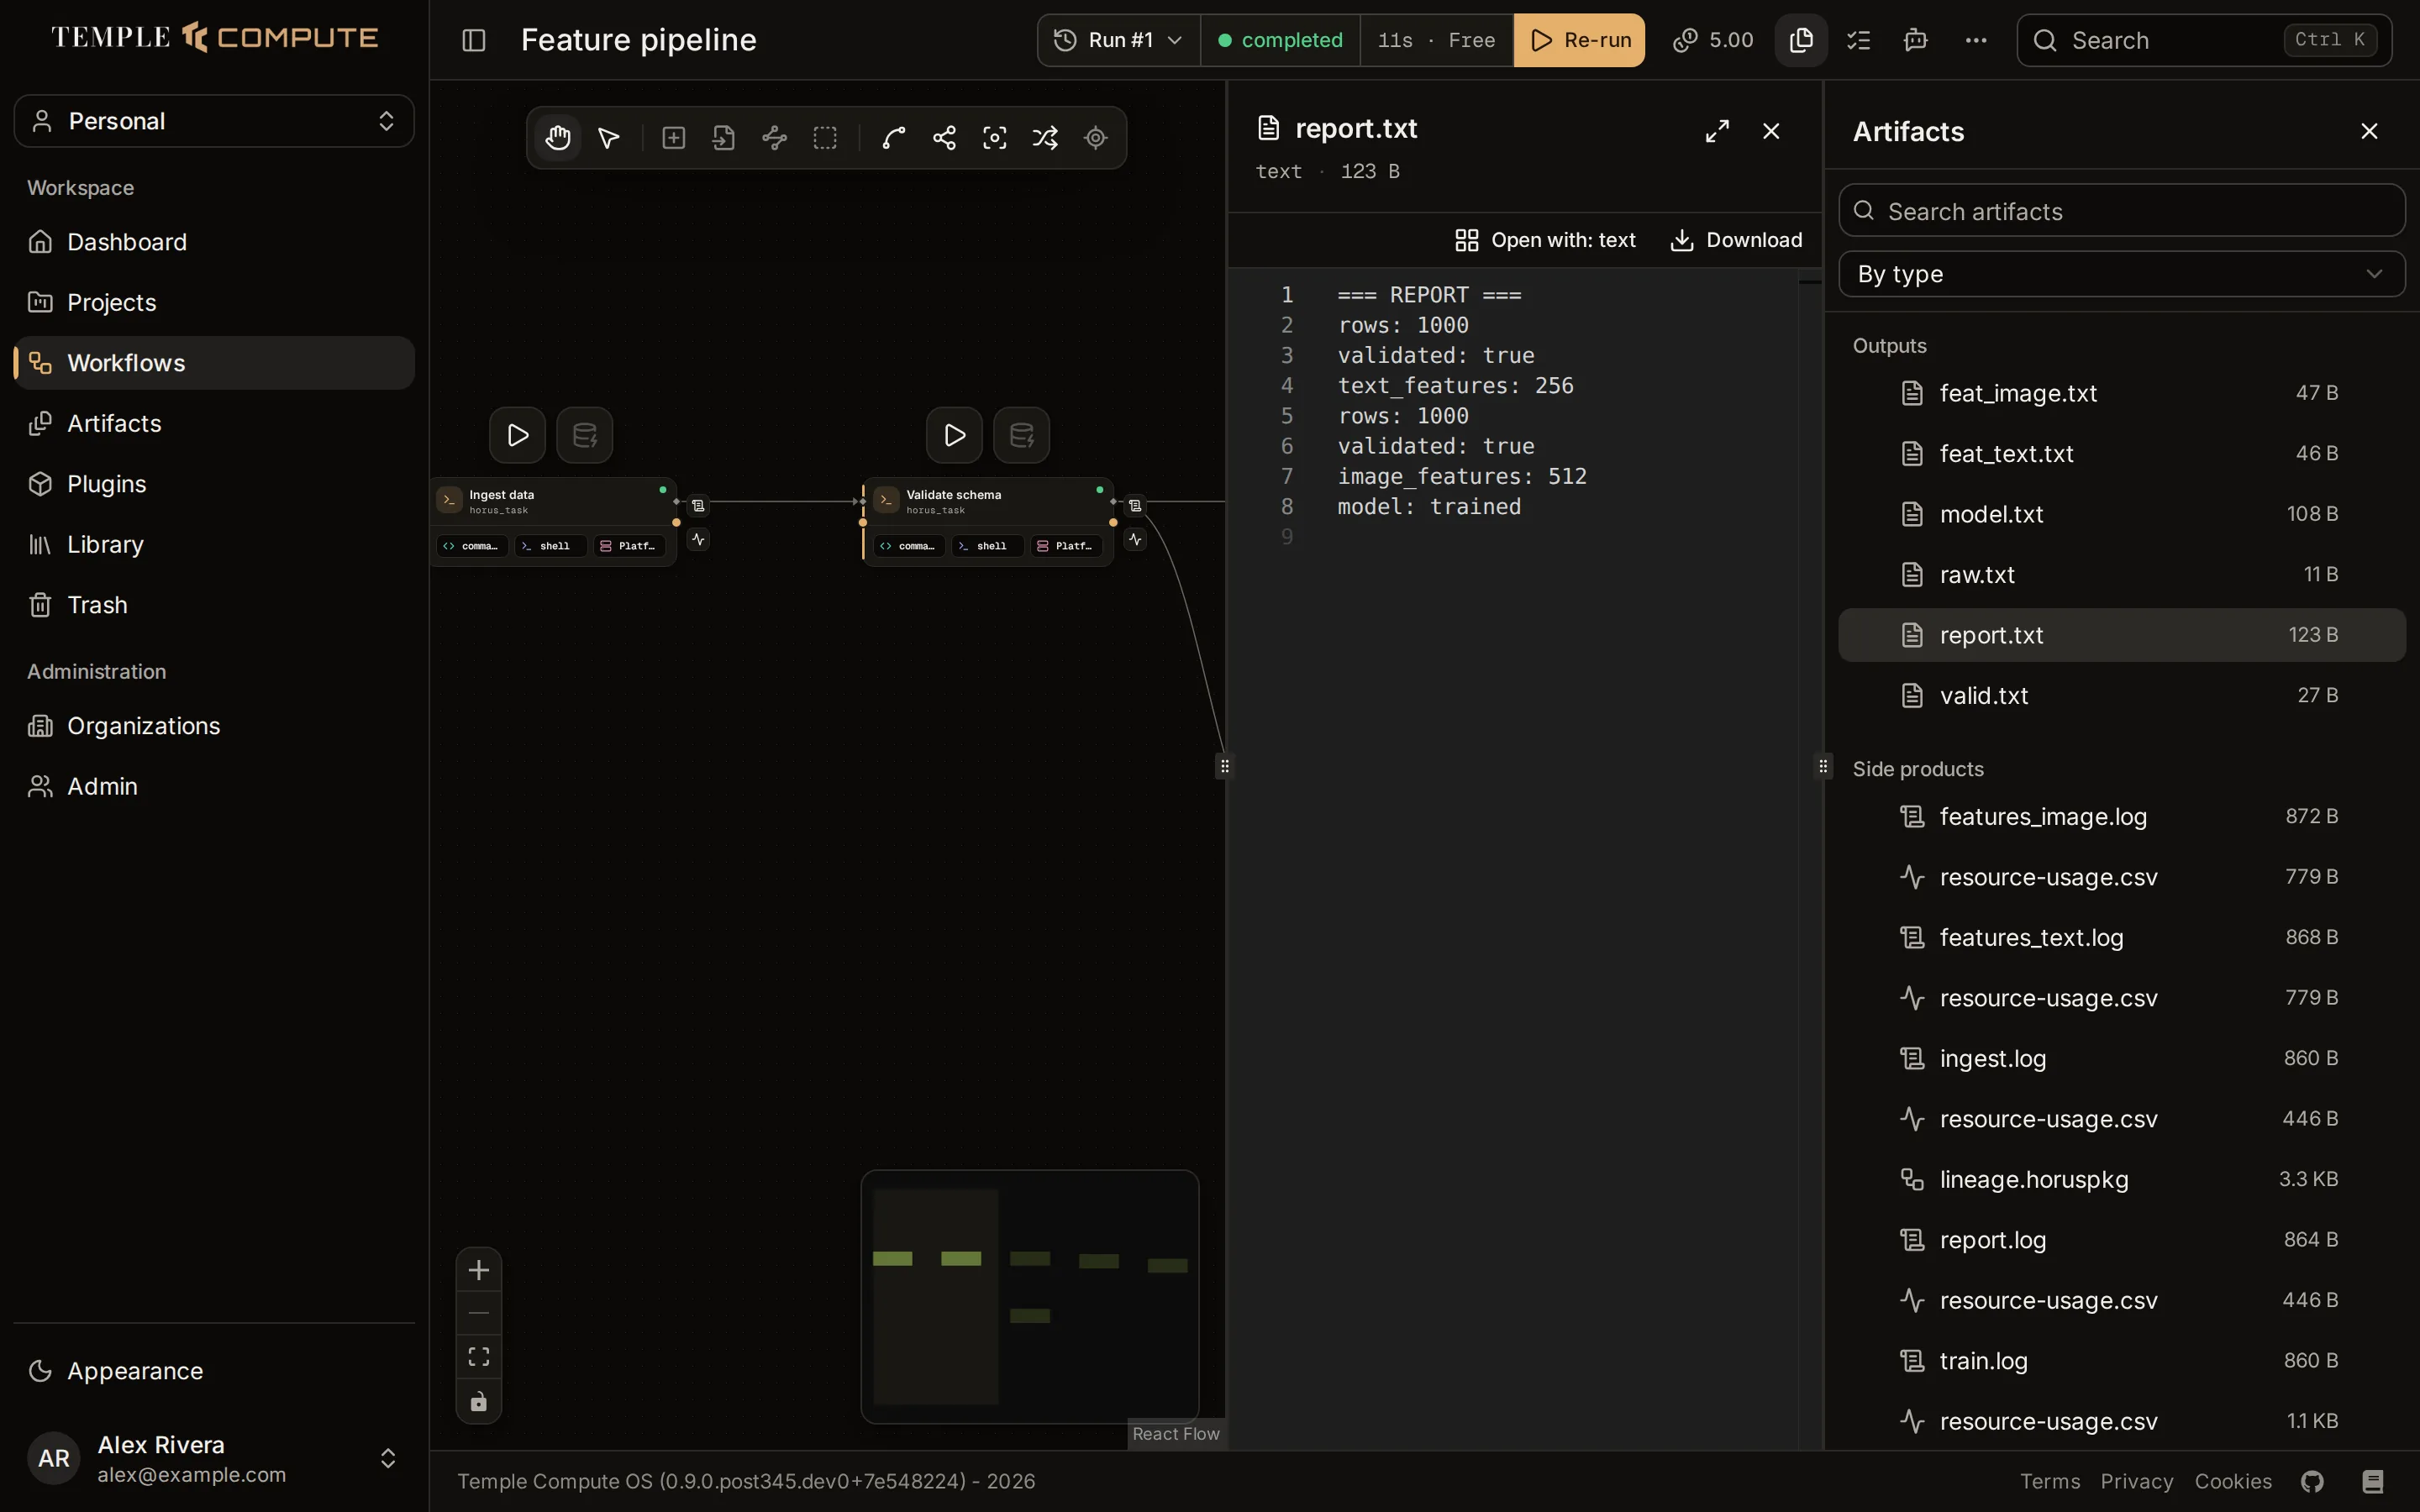 TEMPLE COMPUTE
Personal
Workspace
Dashboard
Projects
Workflows
Artifacts
Plugins
Library
Trash
Administration
Organizations
Admin
Appearance
AR
Alex Rivera
alex@example.com
Feature pipeline
Run #1
completed
11s · Free
Re-run
5.00
Search
Ctrl K
Ingest data
horus_task
comma…
shell
Platf…
Validate schema
horus_task
comma…
shell
Platf…
React Flow
report.txt
text · 123 B
Open with: text
Download
1 === REPORT ===
2 rows: 1000
3 validated: true
4 text_features: 256
5 rows: 1000
6 validated: true
7 image_features: 512
8 model: trained
9
Artifacts
Search artifacts
By type
Outputs
feat_image.txt 47 B
feat_text.txt 46 B
model.txt 108 B
raw.txt 11 B
report.txt 123 B
valid.txt 27 B
Side products
features_image.log 872 B
resource-usage.csv 779 B
features_text.log 868 B
resource-usage.csv 779 B
ingest.log 860 B
resource-usage.csv 446 B
lineage.horuspkg 3.3 KB
report.log 864 B
resource-usage.csv 446 B
train.log 860 B
resource-usage.csv 1.1 KB
Temple Compute OS (0.9.0.post345.dev0+7e548224) - 2026
Terms Privacy Cookies